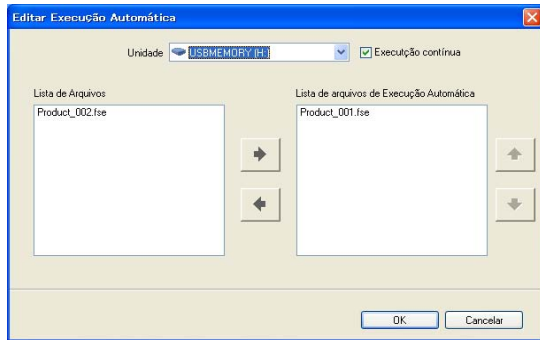 Editar Execução Automática
Unidade USBMEMORY (H:) Executção contínua
Lista de Arquivos
Lista de arquivos de Execução Automática
Product_002.fse
Product_001.fse
OK
Cancelar